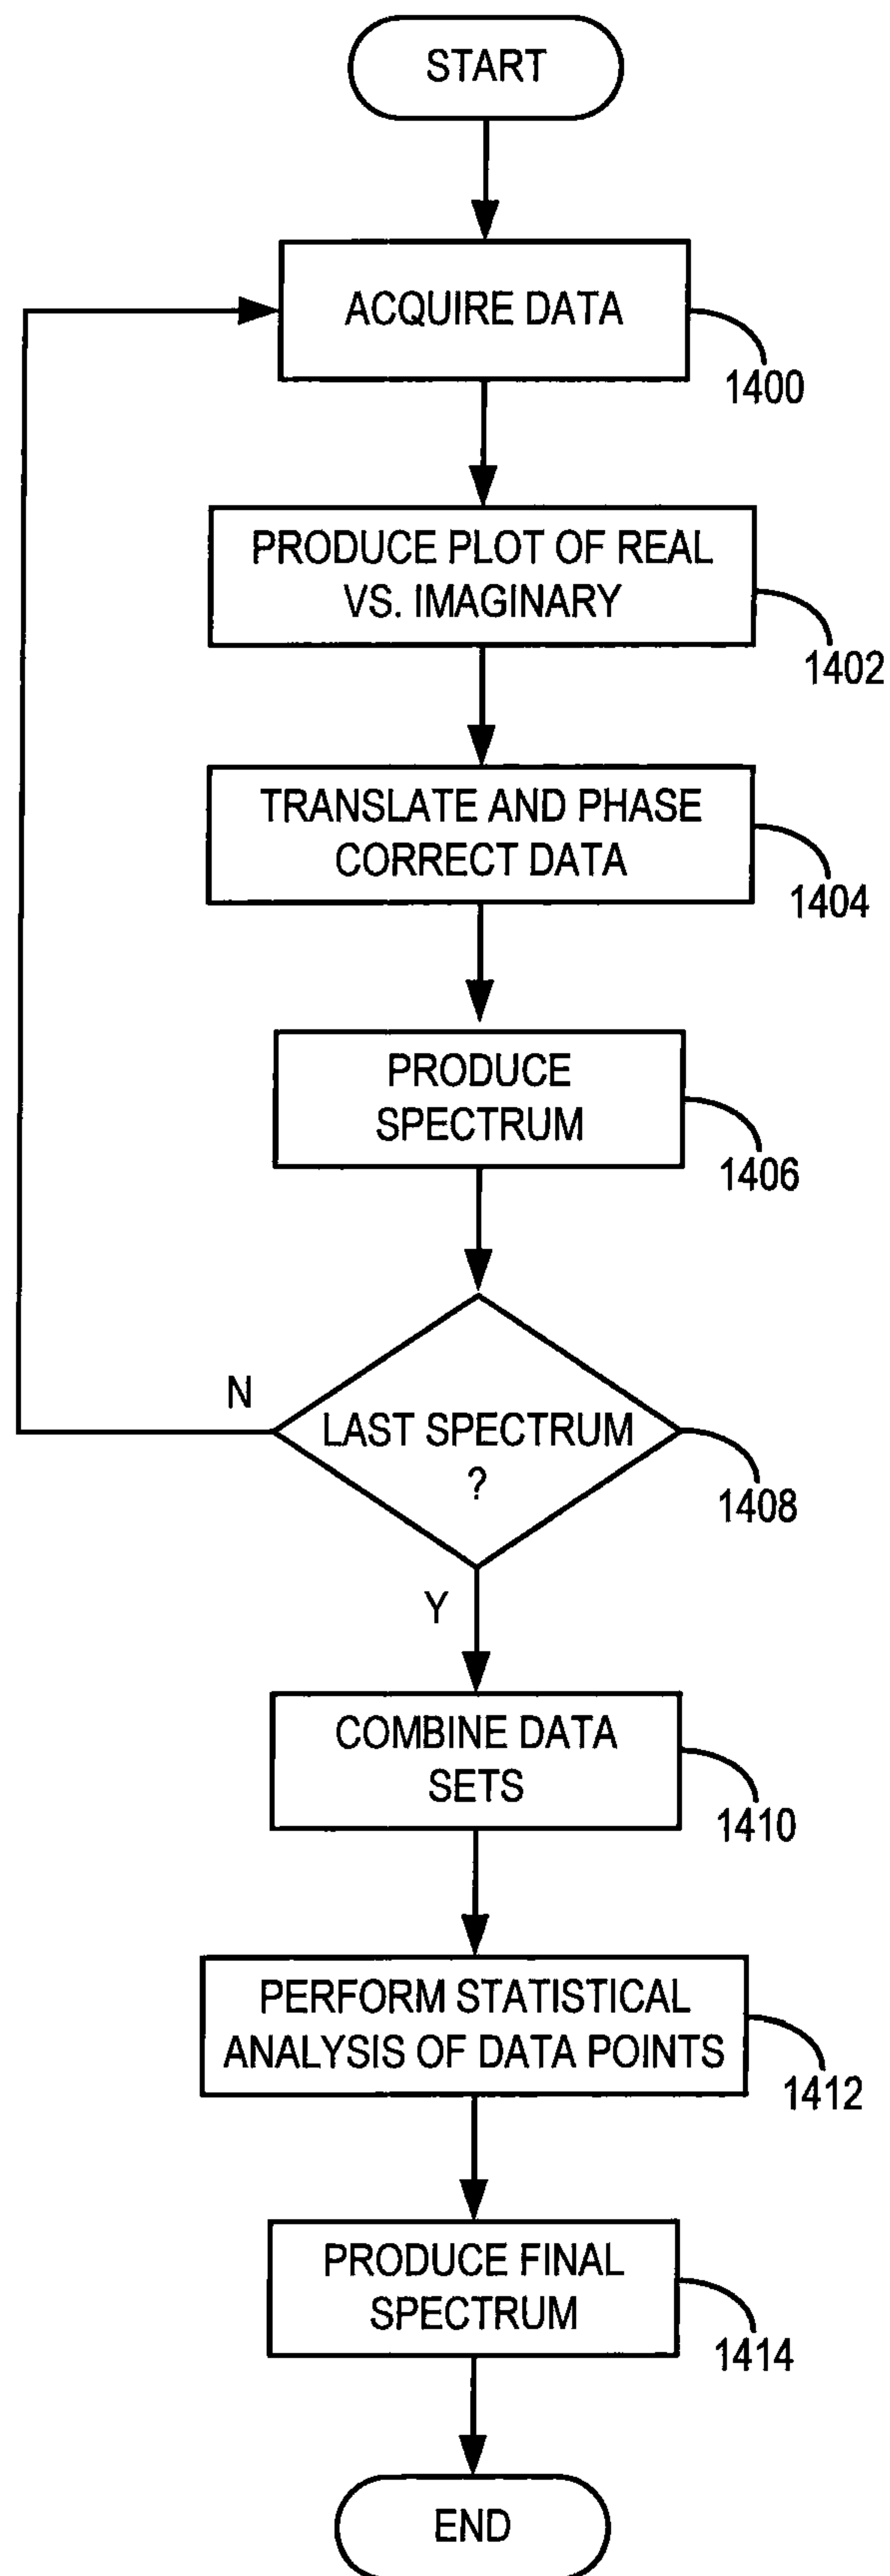 START
ACQUIRE DATA
1400
PRODUCE PLOT OF REAL
VS. IMAGINARY
1402
TRANSLATE AND PHASE
CORRECT DATA
1404
PRODUCE
SPECTRUM
1406
N
LAST SPECTRUM
?
1408
Y
COMBINE DATA
SETS
1410
PERFORM STATISTICAL
ANALYSIS OF DATA POINTS
1412
PRODUCE FINAL
SPECTRUM
1414
END